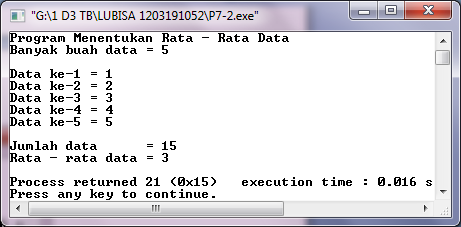 "G:\1 D3 TB\LUBISA 1203191052\P7-2.exe"
Program Menentukan Rata - Rata Data
Banyak buah data = 5
Data ke-1 = 1
Data ke-2 = 2
Data ke-3 = 3
Data ke-4 = 4
Data ke-5 = 5
Jumlah data      = 15
Rata - rata data = 3
Process returned 21 (0x15)   execution time : 0.016 s
Press any key to continue.